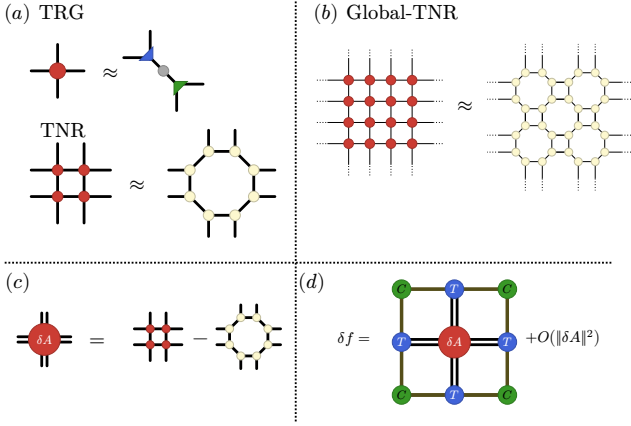 (a) TRG
≈
TNR
≈
(b) Global-TNR
≈
(c)
δA = −
(d)
C T C
δf = T δA T +O(‖δA‖²)
C T C